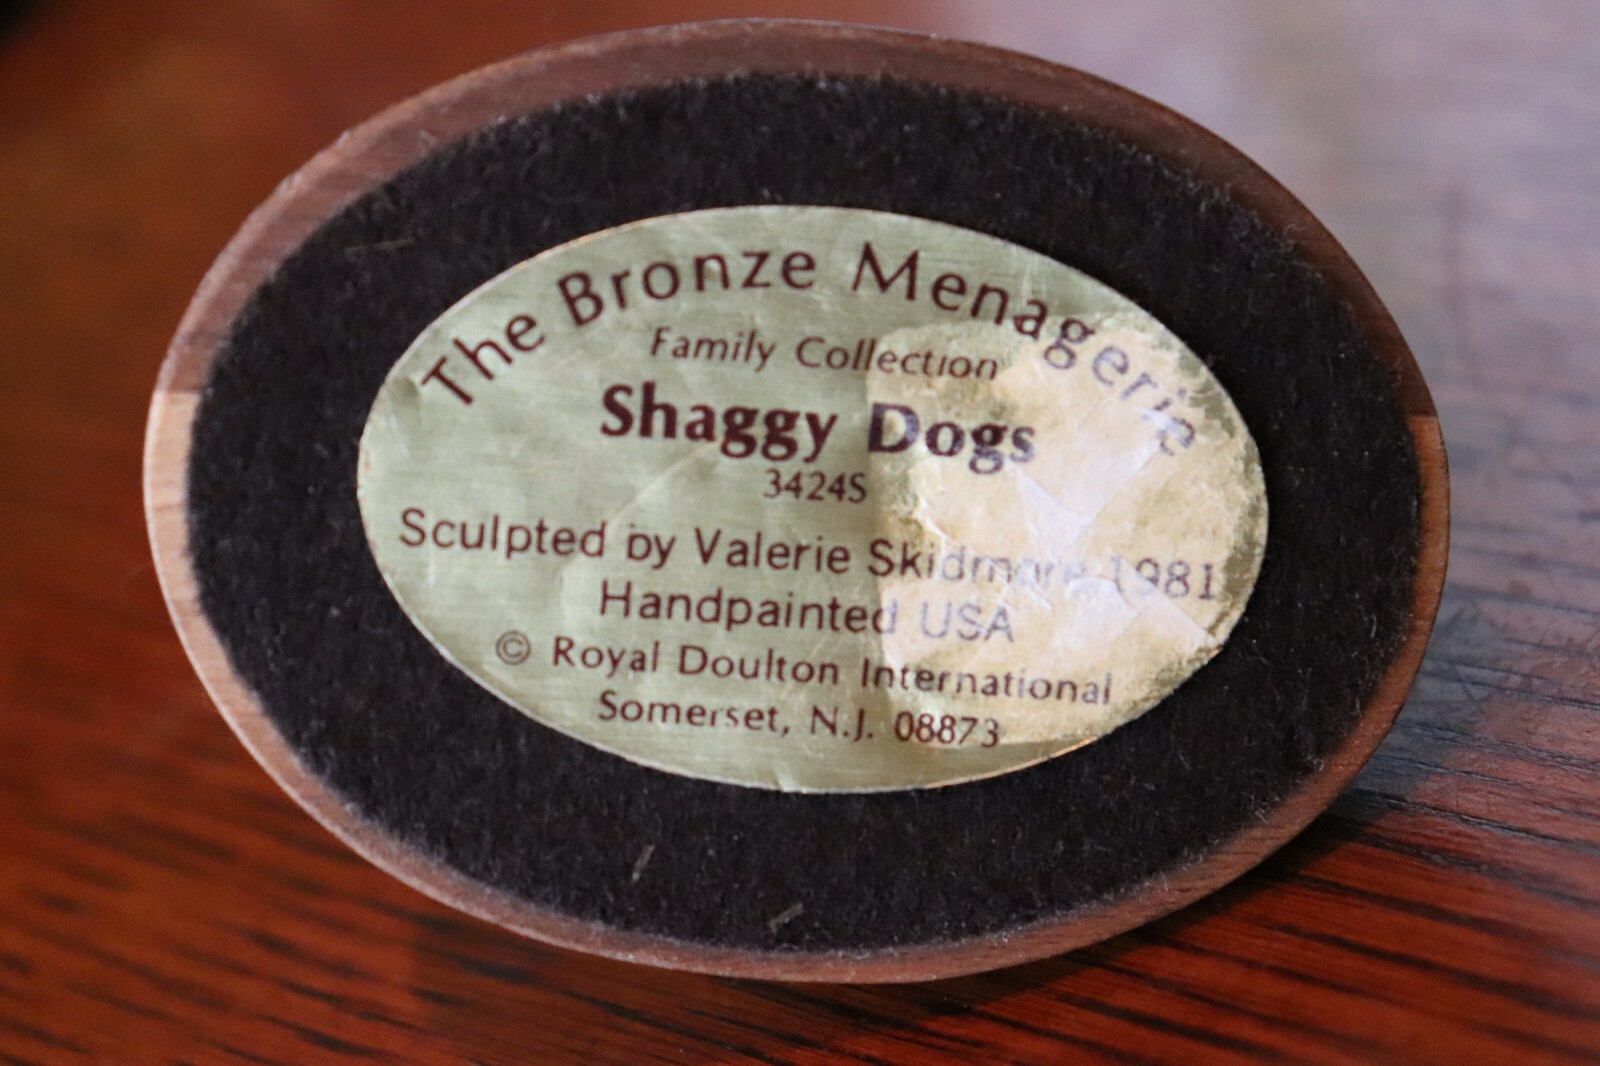 The Bronze Menagerie
Family Collection
Shaggy Dogs
3424S
Sculpted by Valerie Skidmore 1981
Handpainted USA
© Royal Doulton International
Somerset, N.J. 08873